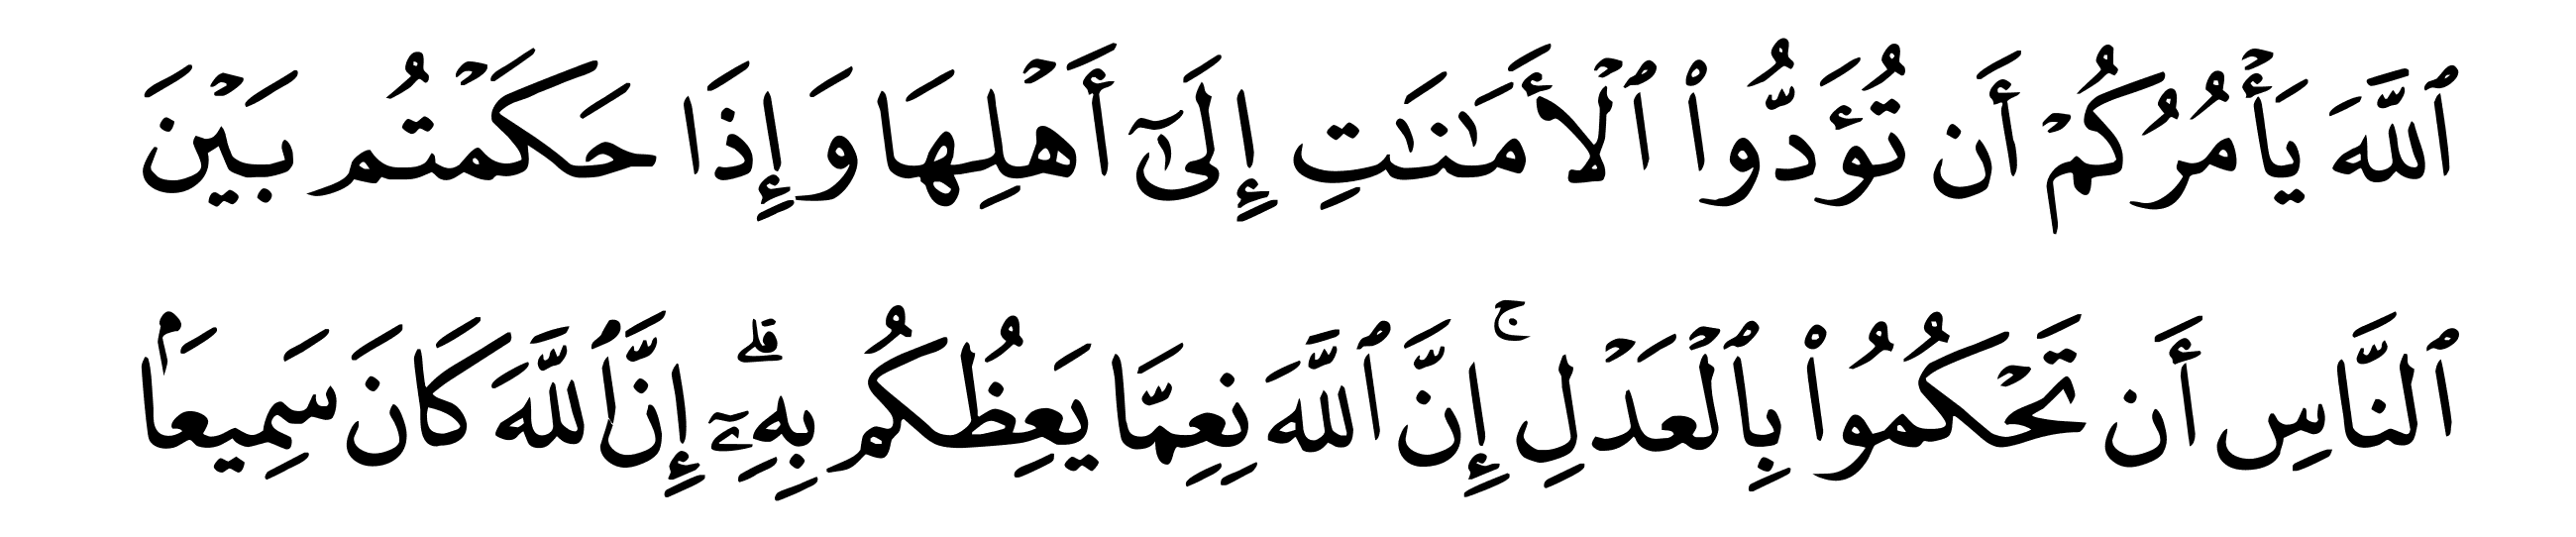 ٱللَّهَ يَأۡمُرُكُمۡ أَن تُؤَدُّواْ ٱلۡأَمَٰنَٰتِ إِلَىٰٓ أَهۡلِهَا وَإِذَا حَكَمۡتُم بَيۡنَ
ٱلنَّاسِ أَن تَحۡكُمُواْ بِٱلۡعَدۡلِۚ إِنَّ ٱللَّهَ نِعِمَّا يَعِظُكُم بِهِۦٓۗ إِنَّ ٱللَّهَ كَانَ سَمِيعَۢا